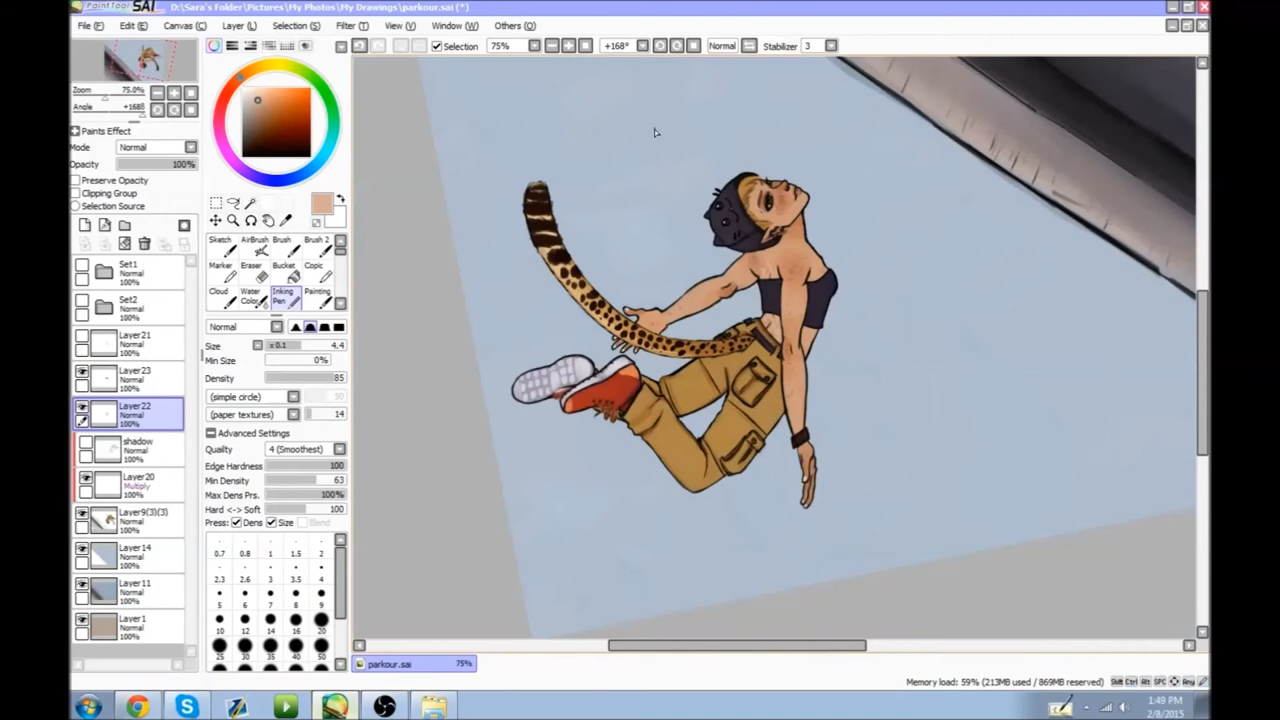 PaintTool SAI D:\Sara's Folder\Pictures\My Photos\My Drawings\parkour.sai (*)
File (F) Edit (E) Canvas (C) Layer (L) Selection (S) Filter (T) View (V) Window (W) Others (O)
Selection 75% +168° Normal Stabilizer 3
Zoom 75.0%
Angle +168
Paints Effect
Mode Normal
Opacity 100%
Preserve Opacity
Clipping Group
Selection Source
Set1
Normal
100%
Set2
Normal
100%
Layer21
Normal
100%
Layer23
Normal
100%
Layer22
Normal
100%
shadow
Normal
100%
Layer20
Multiply
100%
Layer9(3)(3)
Normal
100%
Layer14
Normal
100%
Layer11
Normal
100%
Layer1
Normal
100%
Sketch AirBrush Brush Brush 2
Marker Eraser Bucket Copic
Cloud Water Color Inking Pen Painting
Normal
Size x 0.1 4.4
Min Size 0%
Density 85
(simple circle) 50
(paper textures) 14
Advanced Settings
Quailty 4 (Smoothest)
Edge Hardness 100
Min Density 63
Max Dens Prs. 100%
Hard <-> Soft 100
Press: Dens Size Blend
0.7 0.8 1 1.5 2
2.3 2.6 3 3.5 4
5 6 7 8 9
10 12 14 16 20
25 30 35 40 50
parkour.sai 75%
Memory load: 59% (213MB used / 869MB reserved) Shift Ctrl Alt SPC Any
1:49 PM
2/8/2015